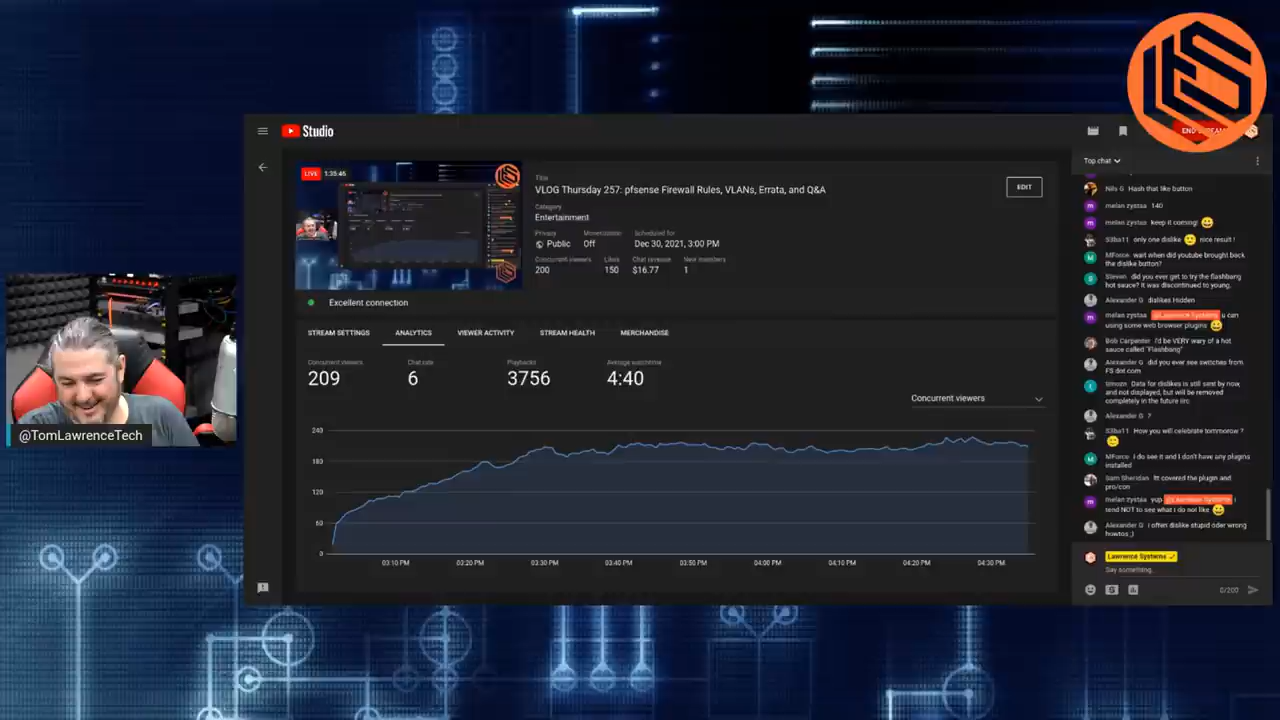 Studio
END STREAM
LIVE 1:35:45
Title
VLOG Thursday 257: pfsense Firewall Rules, VLANs, Errata, and Q&A
EDIT
Category
Entertainment
Privacy
Monetization
Scheduled for
Public
Off
Dec 30, 2021, 3:00 PM
Concurrent viewers
Likes
Chat revenue
New members
200
150
$16.77
1
Excellent connection
STREAM SETTINGS
ANALYTICS
VIEWER ACTIVITY
STREAM HEALTH
MERCHANDISE
Concurrent viewers
Chat rate
Playbacks
Average watchtime
209
6
3756
4:40
Concurrent viewers
240
180
120
60
0
03:10 PM
03:20 PM
03:30 PM
03:40 PM
03:50 PM
04:00 PM
04:10 PM
04:20 PM
04:30 PM
@TomLawrenceTech
Top chat
Nils G Hash that like button
melan zystaa 140
melan zystaa keep it coming!
S3ba11 only one dislike nice result !
MForce wait when did youtube brought back
the dislike button?
Steven did you ever get to try the flashbang
hot sauce? It was discontinued to young.
Alexander G dislikes Hidden
melan zystaa @Lawrence Systems u can
using some web browser plugins
Bob Carpenter I'd be VERY wary of a hot
sauce called "Flashbang"
Alexander G did you ever see switches from
FS dot com
Data for dislikes is still sent by now,
and not displayed, but will be removed
completely in the future iirc
Alexander G ?
S3ba11 How you will celebrate tommorow ?
MForce i do see it and I don't have any plugins
installed
Sam Sheridan ltt covered the plugin and
pro/con
melan zystaa yup @Lawrence Systems i
tend NOT to see what i do not like
Alexander G i often dislike stupid oder wrong
howtos ;)
Lawrence Systems
Say something...
0/200